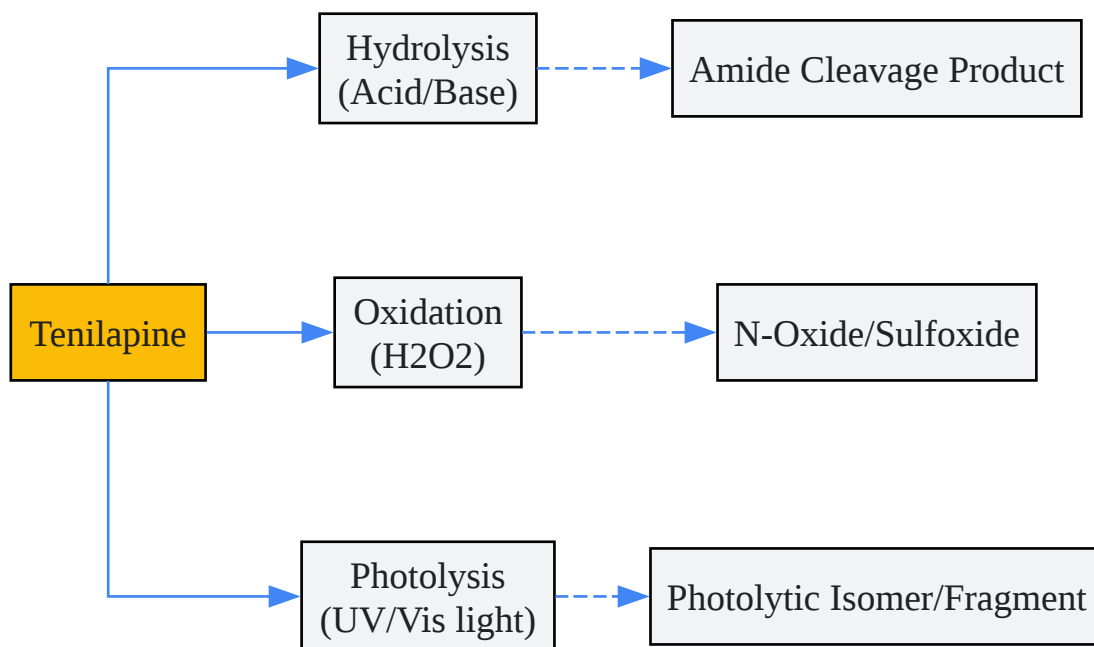 Hydrolysis
(Acid/Base)
Amide Cleavage Product
Tenilapine
Oxidation
(H2O2)
N-Oxide/Sulfoxide
Photolysis
(UV/Vis light)
Photolytic Isomer/Fragment